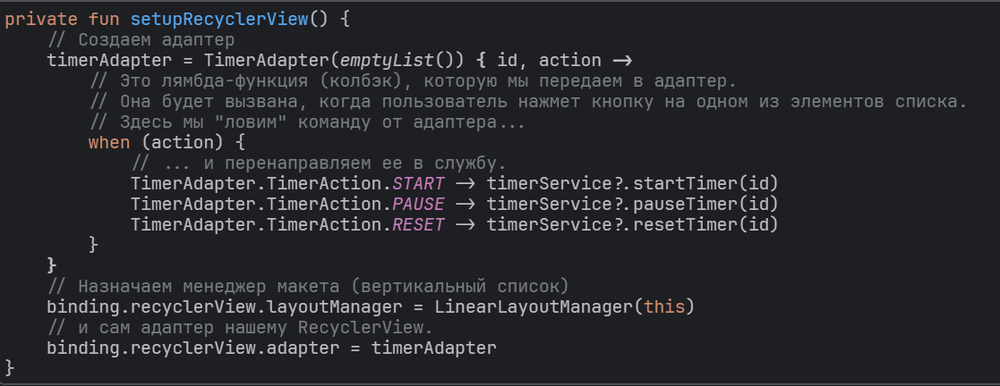 private fun setupRecyclerView() {
    // Создаем адаптер
    timerAdapter = TimerAdapter(emptyList()) { id, action ->
        // Это лямбда-функция (колбэк), которую мы передаем в адаптер.
        // Она будет вызвана, когда пользователь нажмет кнопку на одном из элементов списка.
        // Здесь мы "ловим" команду от адаптера...
        when (action) {
            // ... и перенаправляем ее в службу.
            TimerAdapter.TimerAction.START -> timerService?.startTimer(id)
            TimerAdapter.TimerAction.PAUSE -> timerService?.pauseTimer(id)
            TimerAdapter.TimerAction.RESET -> timerService?.resetTimer(id)
        }
    }
    // Назначаем менеджер макета (вертикальный список)
    binding.recyclerView.layoutManager = LinearLayoutManager(this)
    // и сам адаптер нашему RecyclerView.
    binding.recyclerView.adapter = timerAdapter
}